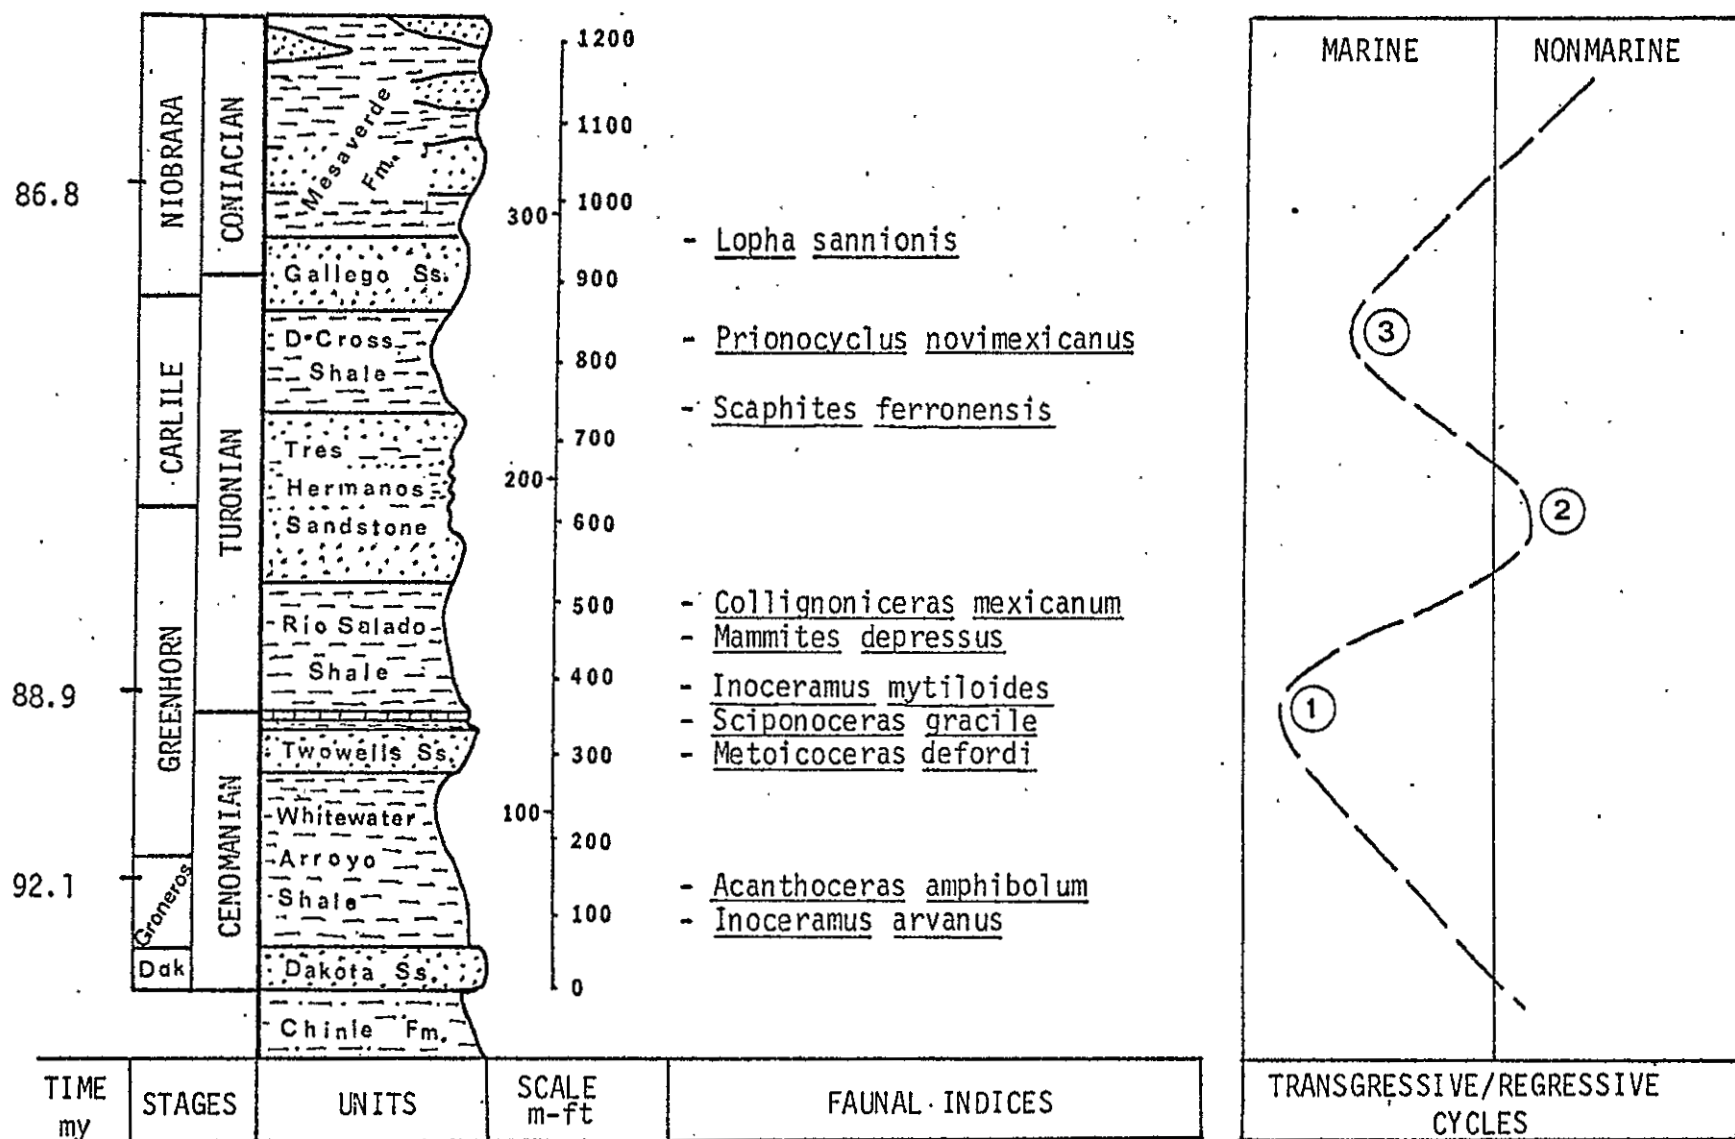 NIOBRARA
CARLILE
GREENHORN
Groneros
Dak
CONIACIAN
TURONIAN
CENOMANIAN
86.8
88.9
92.1
Mesaverde
Fm.
Gallego Ss.
D-Cross
Shale
Tres
Hermanos
Sandstone
Rio Salado
Shale
Twowells Ss.
Whitewater
Arroyo
Shale
Dakota Ss.
Chinle Fm.
300
200
100
1200
1100
1000
900
800
700
600
500
400
300
200
100
0
- Lopha sannionis
- Prionocyclus novimexicanus
- Scaphites ferronensis
- Collignoniceras mexicanum
- Mammites depressus
- Inoceramus mytiloides
- Sciponoceras gracile
- Metoicoceras defordi
- Acanthoceras amphibolum
- Inoceramus arvanus
MARINE
NONMARINE
3
2
1
TIME
my
STAGES
UNITS
SCALE
m-ft
FAUNAL INDICES
TRANSGRESSIVE/REGRESSIVE
CYCLES